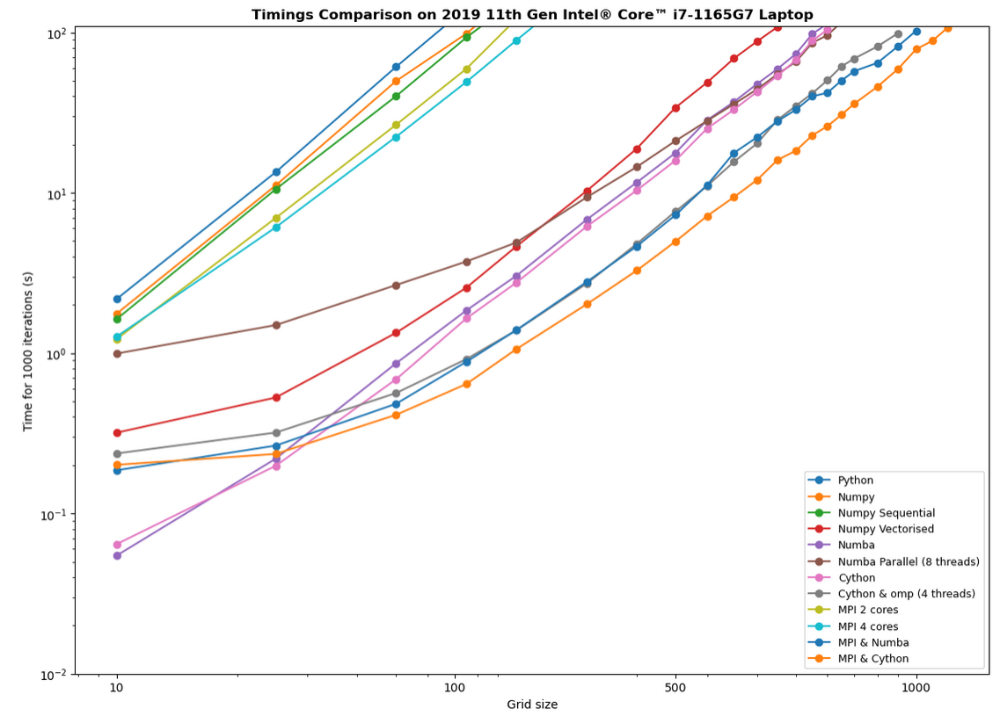 Timings Comparison on 2019 11th Gen Intel® Core™ i7-1165G7 Laptop
Time for 1000 iterations (s)
10²
10¹
10⁰
10⁻¹
10⁻²
10
100
500
1000
Grid size
Python
Numpy
Numpy Sequential
Numpy Vectorised
Numba
Numba Parallel (8 threads)
Cython
Cython & omp (4 threads)
MPI 2 cores
MPI 4 cores
MPI & Numba
MPI & Cython